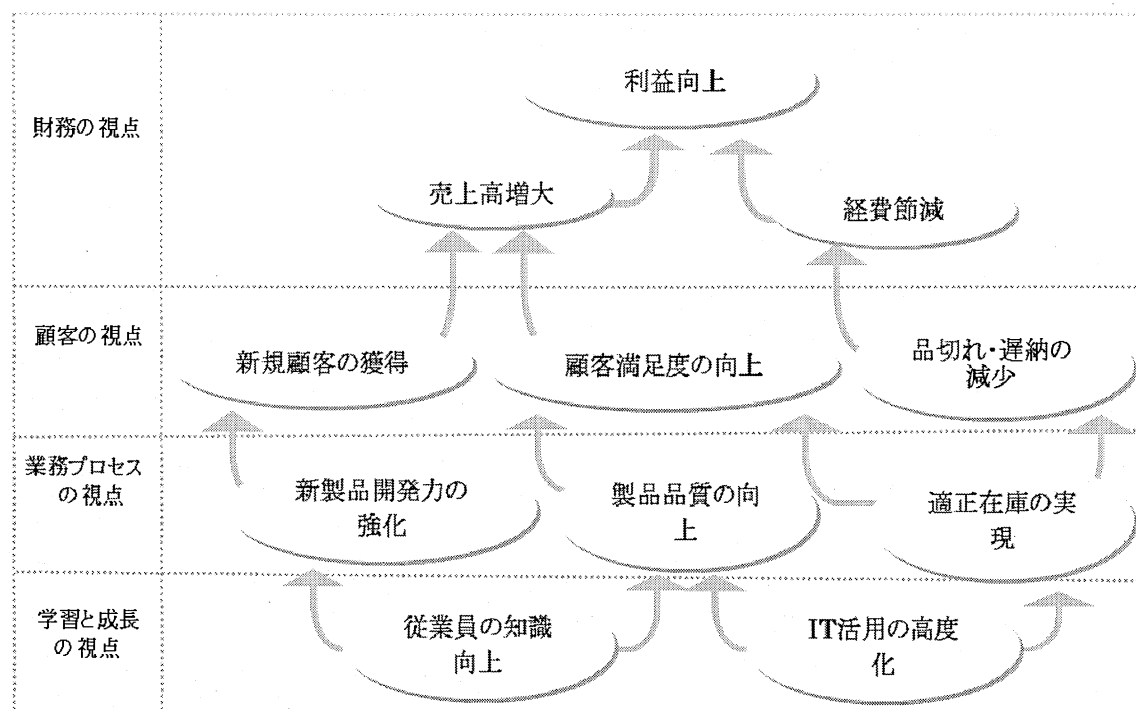 財務の視点
利益向上
売上高増大
経費節減
顧客の視点
新規顧客の獲得
顧客満足度の向上
品切れ・遅納の
減少
業務プロセス
の視点
新製品開発力の
強化
製品品質の向
上
適正在庫の実
現
学習と成長
の視点
従業員の知識
向上
IT活用の高度
化